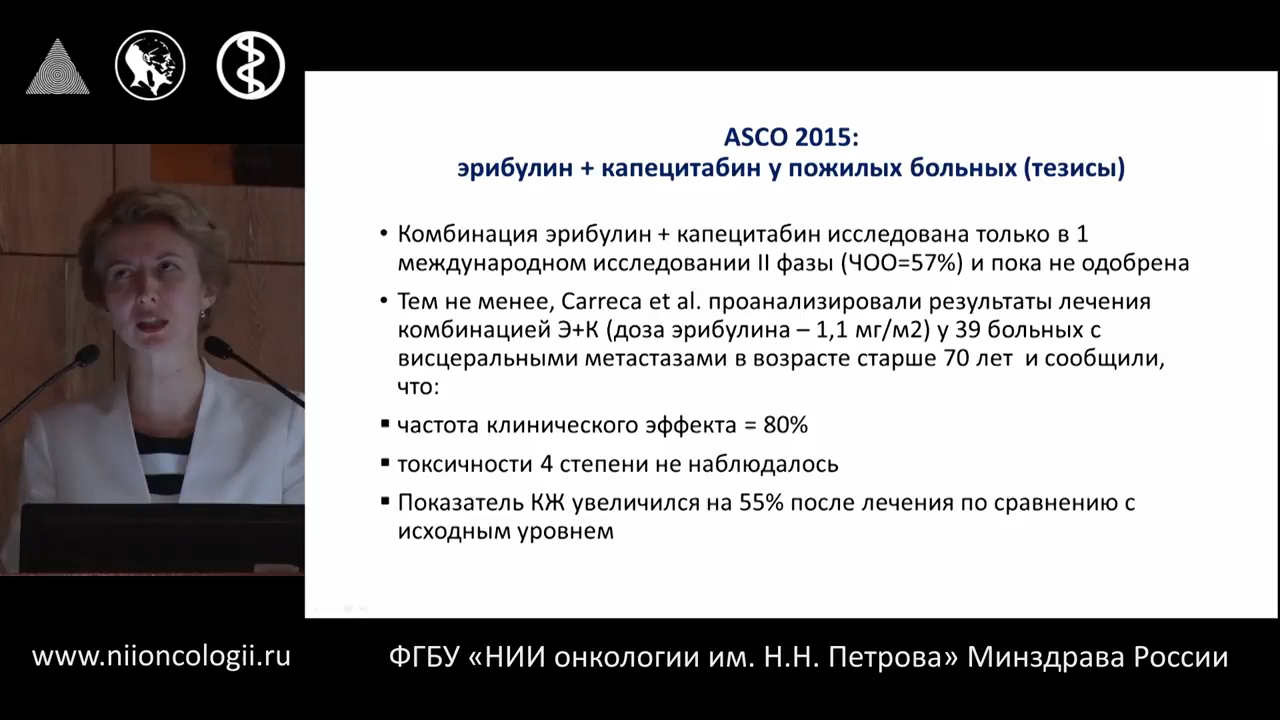 ASCO 2015:
эрибулин + капецитабин у пожилых больных (тезисы)
• Комбинация эрибулин + капецитабин исследована только в 1
международном исследовании II фазы (ЧОО=57%) и пока не одобрена
• Тем не менее, Carreca et al. проанализировали результаты лечения
комбинацией Э+К (доза эрибулина – 1,1 мг/м2) у 39 больных с
висцеральными метастазами в возрасте старше 70 лет и сообщили,
что:
▪ частота клинического эффекта = 80%
▪ токсичности 4 степени не наблюдалось
▪ Показатель КЖ увеличился на 55% после лечения по сравнению с
исходным уровнем
www.niioncologii.ru
ФГБУ «НИИ онкологии им. Н.Н. Петрова» Минздрава России